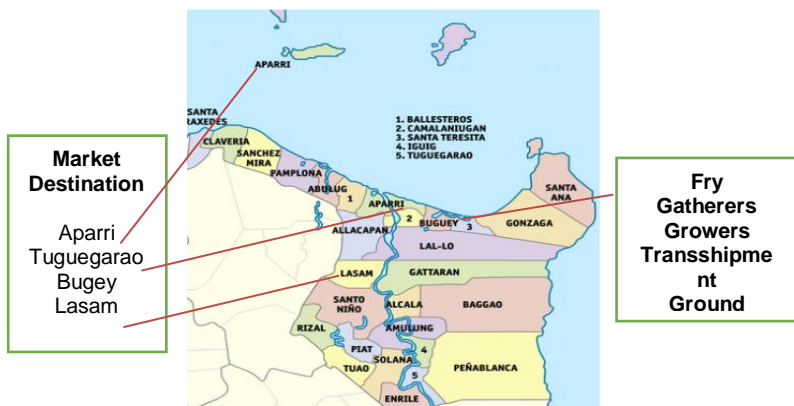 Market
Destination
Aparri
Tuguegarao
Bugey
Lasam
APARRI
1. BALLESTEROS
2. CAMALANIUGAN
3. SANTA TERESITA
4. IGUIG
5. TUGUEGARAO
SANTA
RAXEDES
CLAVERIA
SANCHEZ
MIRA
PAMPLONA
ABULUG
1
APARRI
2
BUGUEY
3
SANTA
ANA
GONZAGA
ALLACAPAN
LAL-LO
LASAM
GATTARAN
SANTO
NIÑO
ALCALA
BAGGAO
RIZAL
AMULUNG
PIAT
4
SOLANA
TUAO
5
PEÑABLANCA
ENRILE
Fry
Gatherers
Growers
Transshipme
nt
Ground